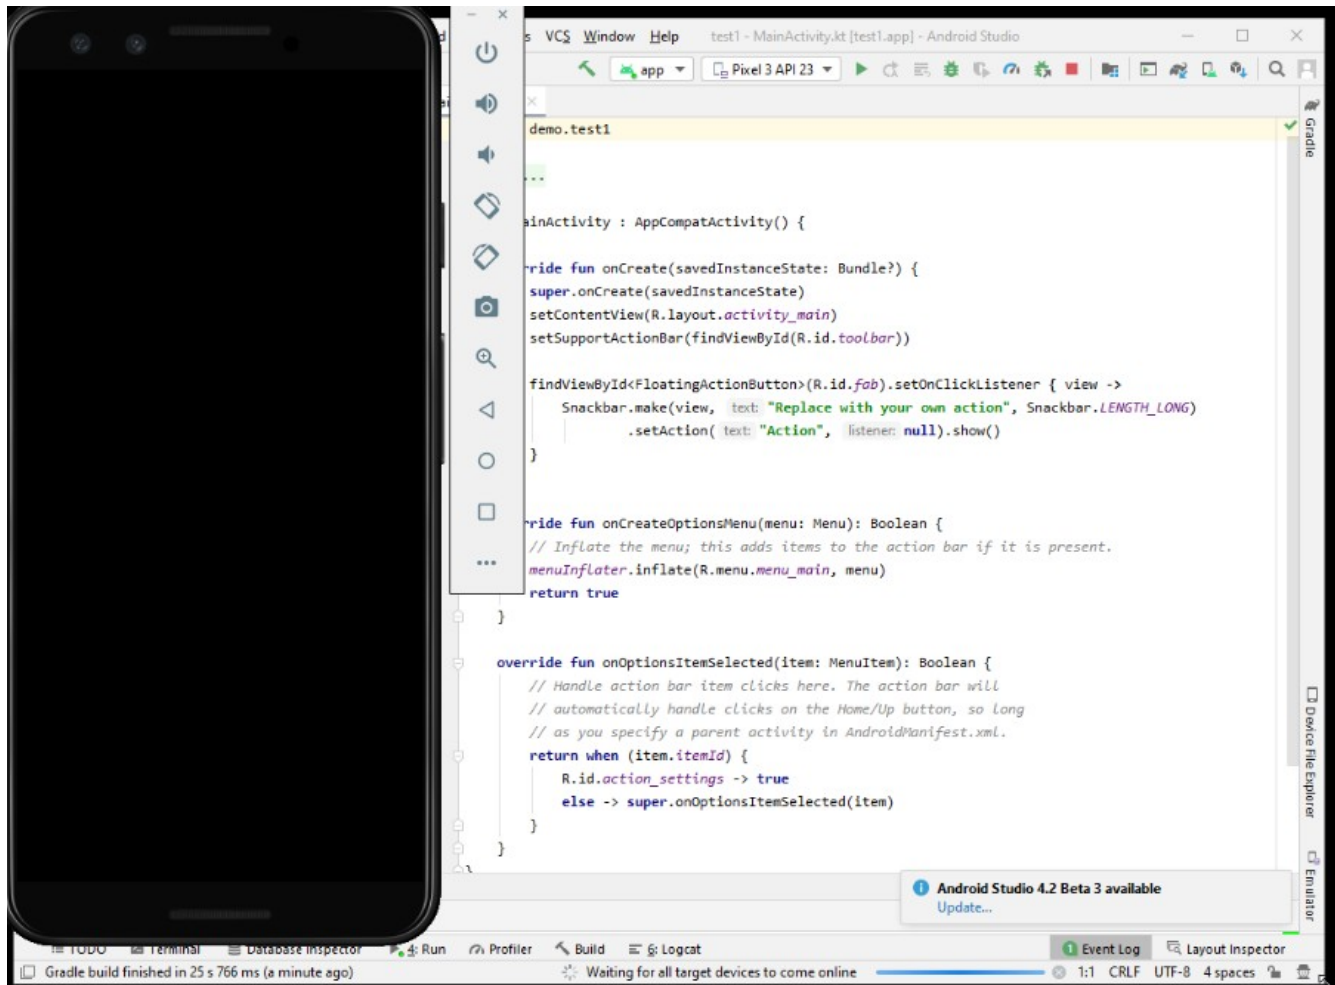 s VCS Window Help test1 - MainActivity.kt [test1.app] - Android Studio
app Pixel 3 API 23
demo.test1
...
ainActivity : AppCompatActivity() {
rride fun onCreate(savedInstanceState: Bundle?) {
super.onCreate(savedInstanceState)
setContentView(R.layout.activity_main)
setSupportActionBar(findViewById(R.id.toolbar))
findViewById<FloatingActionButton>(R.id.fab).setOnClickListener { view ->
Snackbar.make(view, text: "Replace with your own action", Snackbar.LENGTH_LONG)
.setAction( text: "Action", listener: null).show()
}
rride fun onCreateOptionsMenu(menu: Menu): Boolean {
// Inflate the menu; this adds items to the action bar if it is present.
menuInflater.inflate(R.menu.menu_main, menu)
return true
}
override fun onOptionsItemSelected(item: MenuItem): Boolean {
// Handle action bar item clicks here. The action bar will
// automatically handle clicks on the Home/Up button, so long
// as you specify a parent activity in AndroidManifest.xml.
return when (item.itemId) {
R.id.action_settings -> true
else -> super.onOptionsItemSelected(item)
}
}
}
Gradle
Device File Explorer
Emulator
Android Studio 4.2 Beta 3 available
Update...
TODO Terminal Database Inspector 4: Run Profiler Build 6: Logcat 1 Event Log Layout Inspector
Gradle build finished in 25 s 766 ms (a minute ago) Waiting for all target devices to come online 1:1 CRLF UTF-8 4 spaces